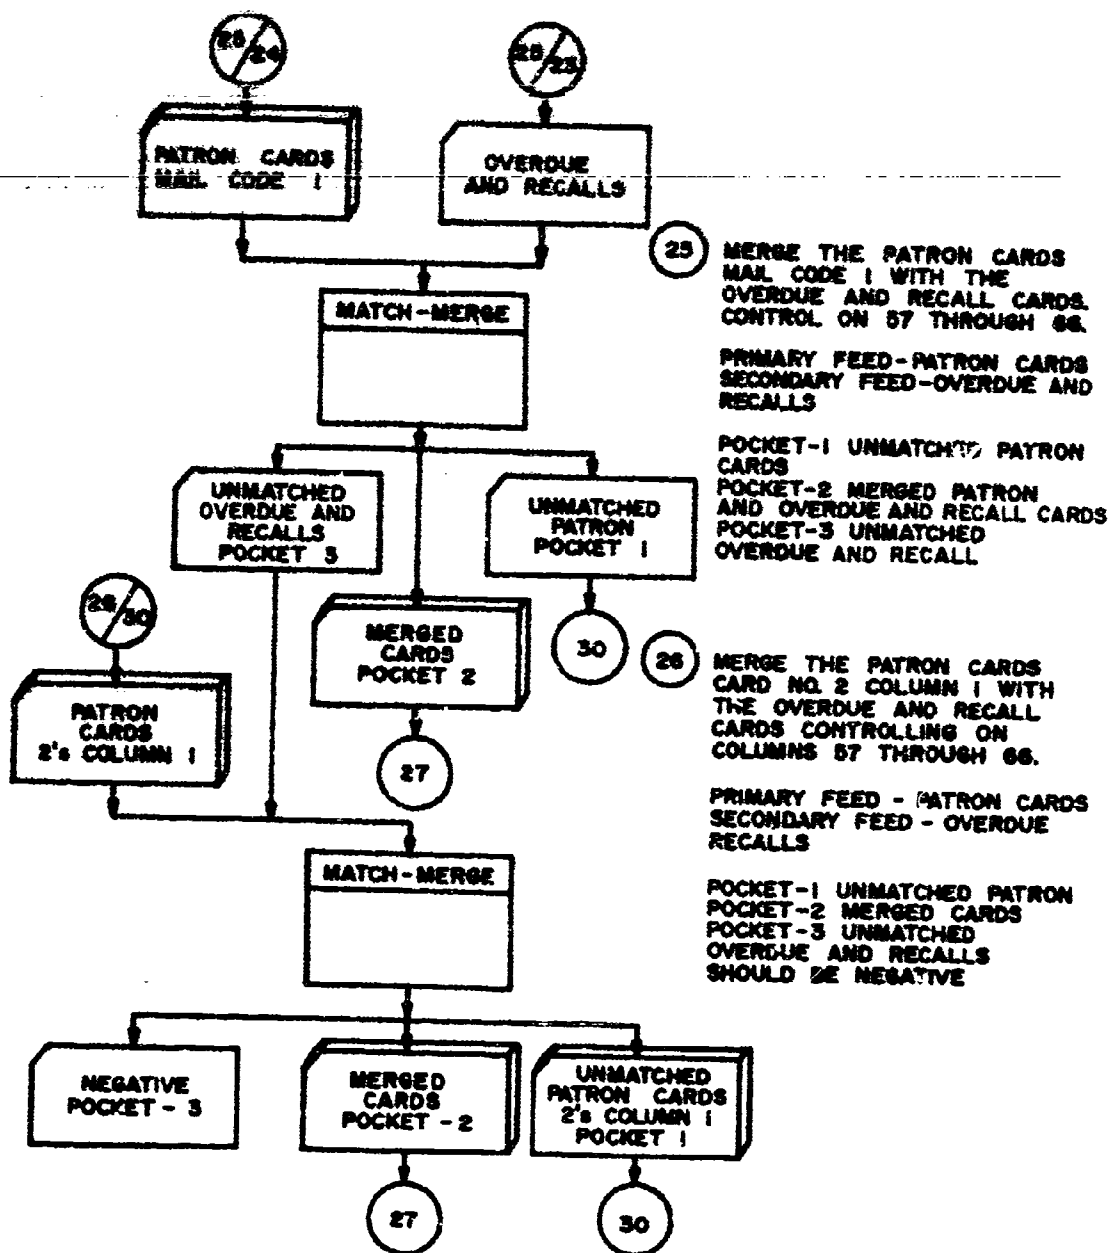 25/24
25/23
PATRON CARDS
MAIL CODE 1
OVERDUE
AND RECALLS
25
MERGE THE PATRON CARDS
MAIL CODE 1 WITH THE
OVERDUE AND RECALL CARDS.
CONTROL ON 57 THROUGH 66.
MATCH-MERGE
PRIMARY FEED-PATRON CARDS
SECONDARY FEED-OVERDUE AND
RECALLS
POCKET-1 UNMATCHED PATRON
CARDS
POCKET-2 MERGED PATRON
AND OVERDUE AND RECALL CARDS
POCKET-3 UNMATCHED
OVERDUE AND RECALL
UNMATCHED
OVERDUE AND
RECALLS
POCKET 3
UNMATCHED
PATRON
POCKET 1
26/30
MERGED
CARDS
POCKET 2
30
26
MERGE THE PATRON CARDS
CARD NO. 2 COLUMN 1 WITH
THE OVERDUE AND RECALL
CARDS CONTROLLING ON
COLUMNS 57 THROUGH 66.
PATRON
CARDS
2's COLUMN 1
27
PRIMARY FEED - PATRON CARDS
SECONDARY FEED - OVERDUE
RECALLS
MATCH-MERGE
POCKET-1 UNMATCHED PATRON
POCKET-2 MERGED CARDS
POCKET-3 UNMATCHED
OVERDUE AND RECALLS
SHOULD BE NEGATIVE
NEGATIVE
POCKET - 3
MERGED
CARDS
POCKET - 2
UNMATCHED
PATRON CARDS
2's COLUMN 1
POCKET 1
27
30